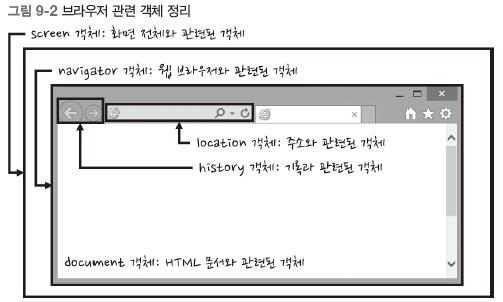 그림 9-2 브라우저 관련 객체 정리
screen 객체: 화면 전체와 관련된 객체
navigator 객체: 웹 브라우저와 관련된 객체
location 객체: 주소와 관련된 객체
history 객체: 기록과 관련된 객체
document 객체: HTML 문서와 관련된 객체